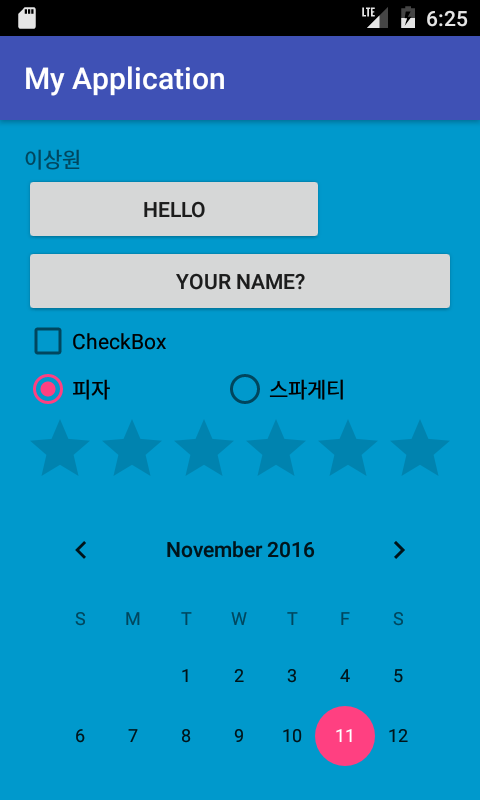 LTE 6:25
My Application
이상원
HELLO
YOUR NAME?
CheckBox
피자 스파게티
November 2016
S M T W T F S
1 2 3 4 5
6 7 8 9 10 11 12